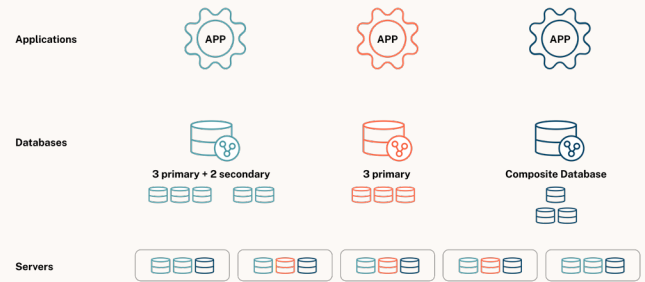 Applications
APP
APP
APP
Databases
3 primary + 2 secondary
3 primary
Composite Database
Servers